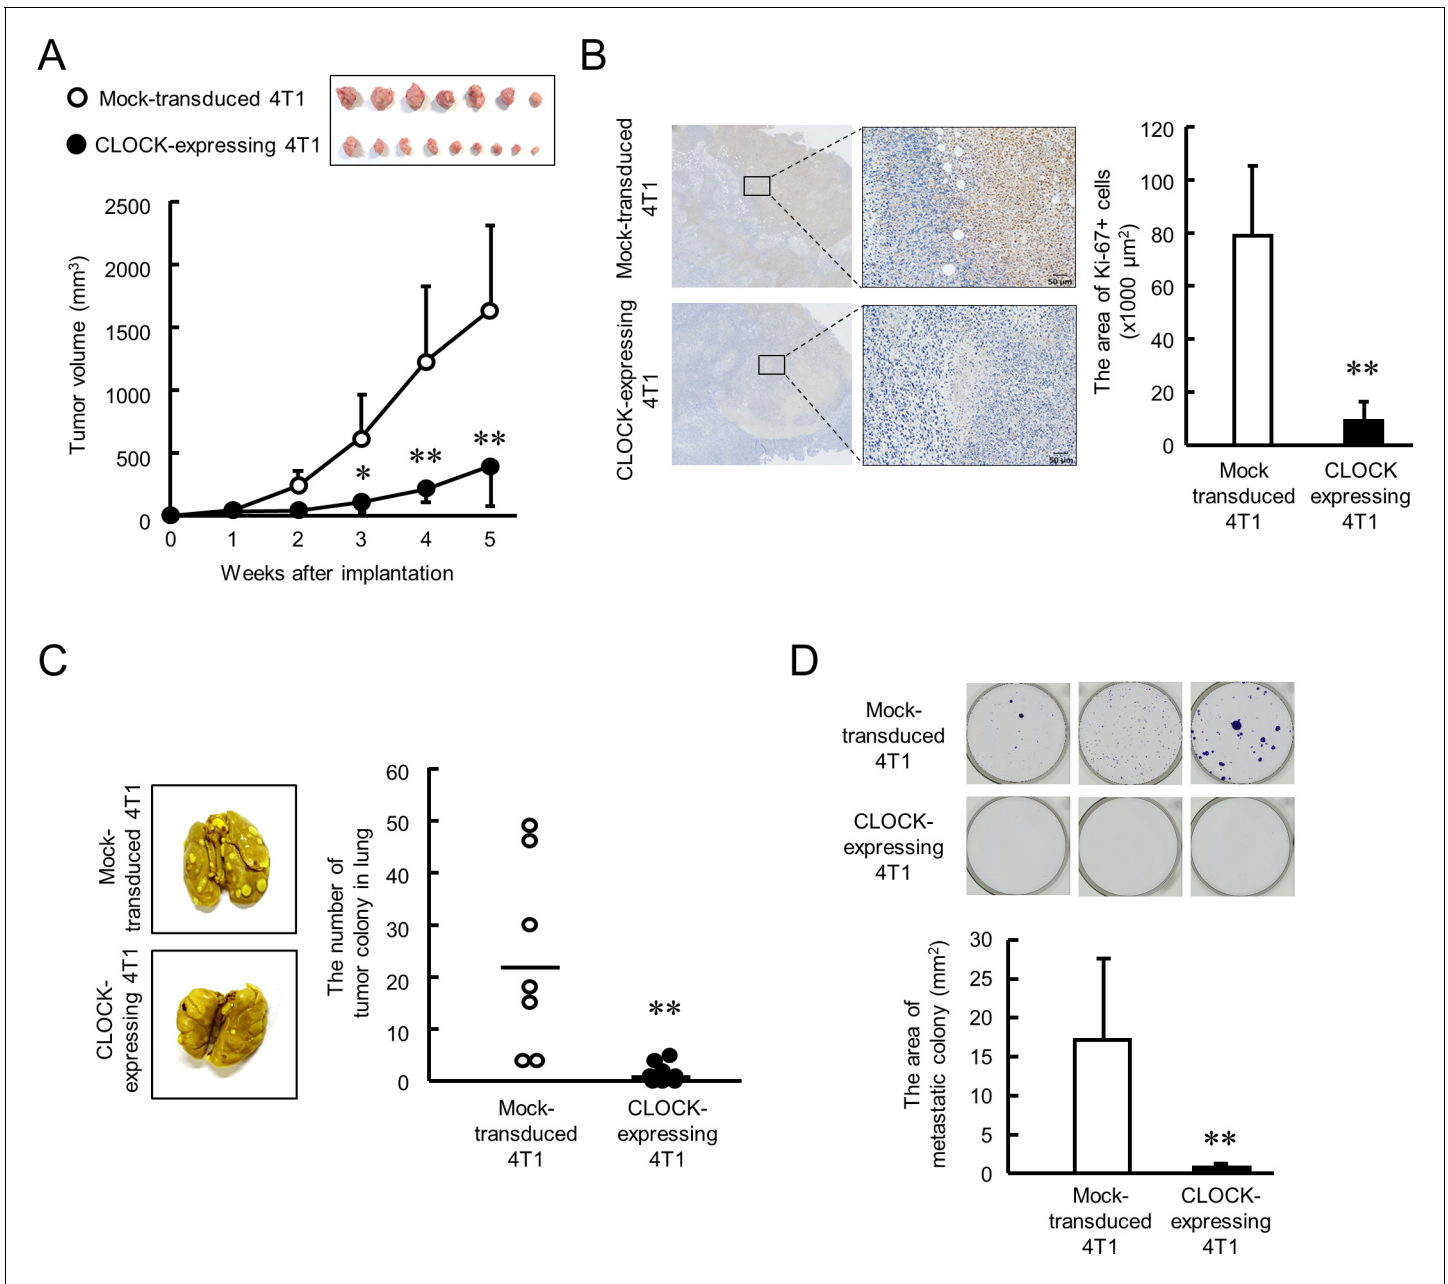 A
Mock-transduced 4T1
CLOCK-expressing 4T1
2500
2000
1500
1000
500
0
Tumor volume (mm³)
*
**
**
0 1 2 3 4 5
Weeks after implantation
B
Mock-transduced
4T1
50 μm
CLOCK-expressing
4T1
50 μm
The area of Ki-67+ cells
(x1000 μm²)
120
100
80
60
40
20
0
**
Mock
transduced
4T1
CLOCK
expressing
4T1
C
Mock-
transduced 4T1
CLOCK-
expressing 4T1
The number of
tumor colony in lung
60
50
40
30
20
10
0
**
Mock-
transduced
4T1
CLOCK-
expressing
4T1
D
Mock-
transduced
4T1
CLOCK-
expressing
4T1
The area of
metastatic colony (mm²)
30
25
20
15
10
5
0
**
Mock-
transduced
4T1
CLOCK-
expressing
4T1